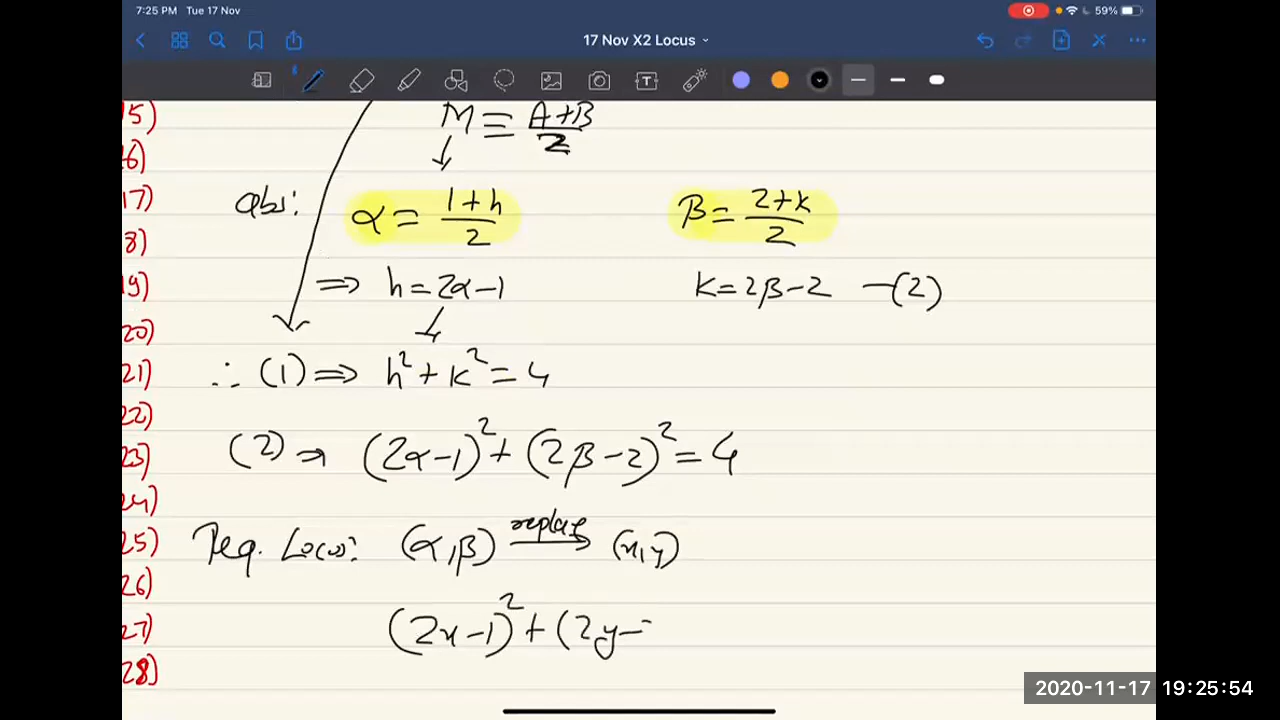 7:25 PM Tue 17 Nov
59%
17 Nov X2 Locus
T
15) M ≡ A+B/2
16)
17) Obs: α = 1+h/2 β = 2+k/2
18)
19) ⇒ h = 2α-1 k = 2β-2 —(2)
20)
21) ∴ (1) ⇒ h² + k² = 4
22)
23) (2) ⇒ (2α-1)² + (2β-2)² = 4
24)
25) Req. Locus: (α,β) replace → (x,y)
26)
27) (2x-1)² + (2y-
28)
2020-11-17 19:25:54